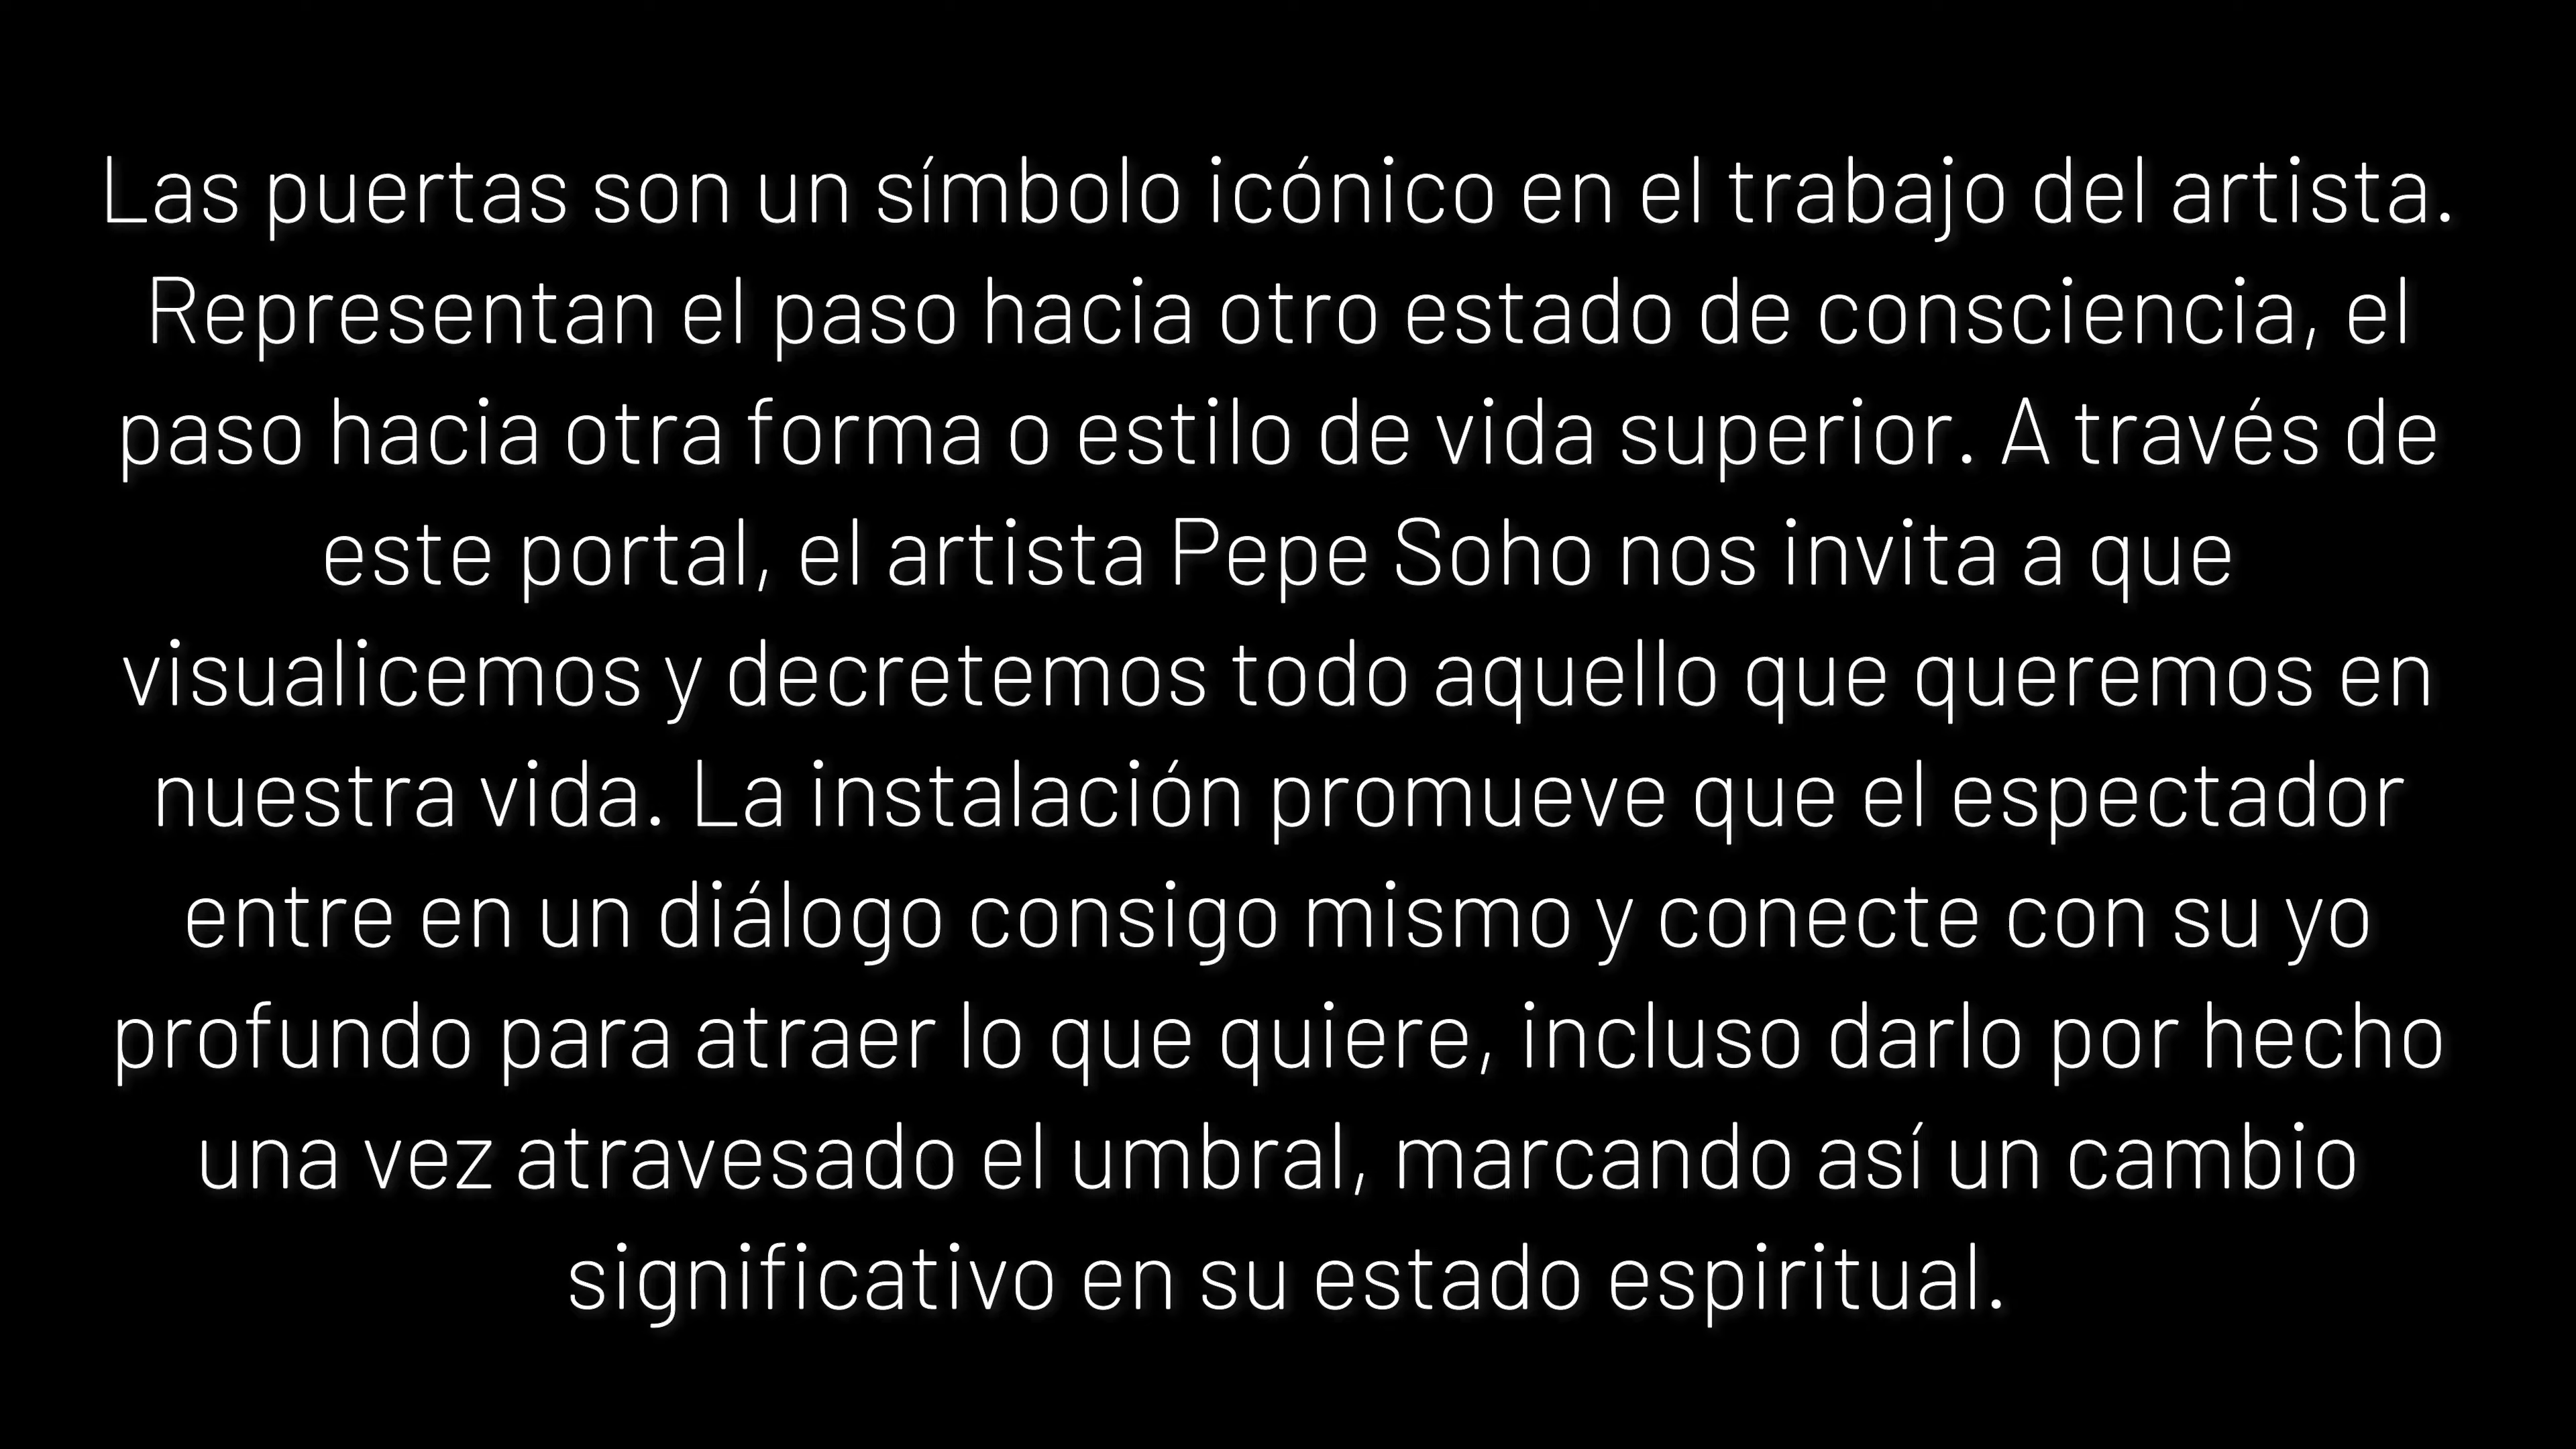 Las puertas son un símbolo icónico en el trabajo del artista.
Representan el paso hacia otro estado de consciencia, el
paso hacia otra forma o estilo de vida superior. A través de
este portal, el artista Pepe Soho nos invita a que
visualicemos y decretemos todo aquello que queremos en
nuestra vida. La instalación promueve que el espectador
entre en un diálogo consigo mismo y conecte con su yo
profundo para atraer lo que quiere, incluso darlo por hecho
una vez atravesado el umbral, marcando así un cambio
significativo en su estado espiritual.